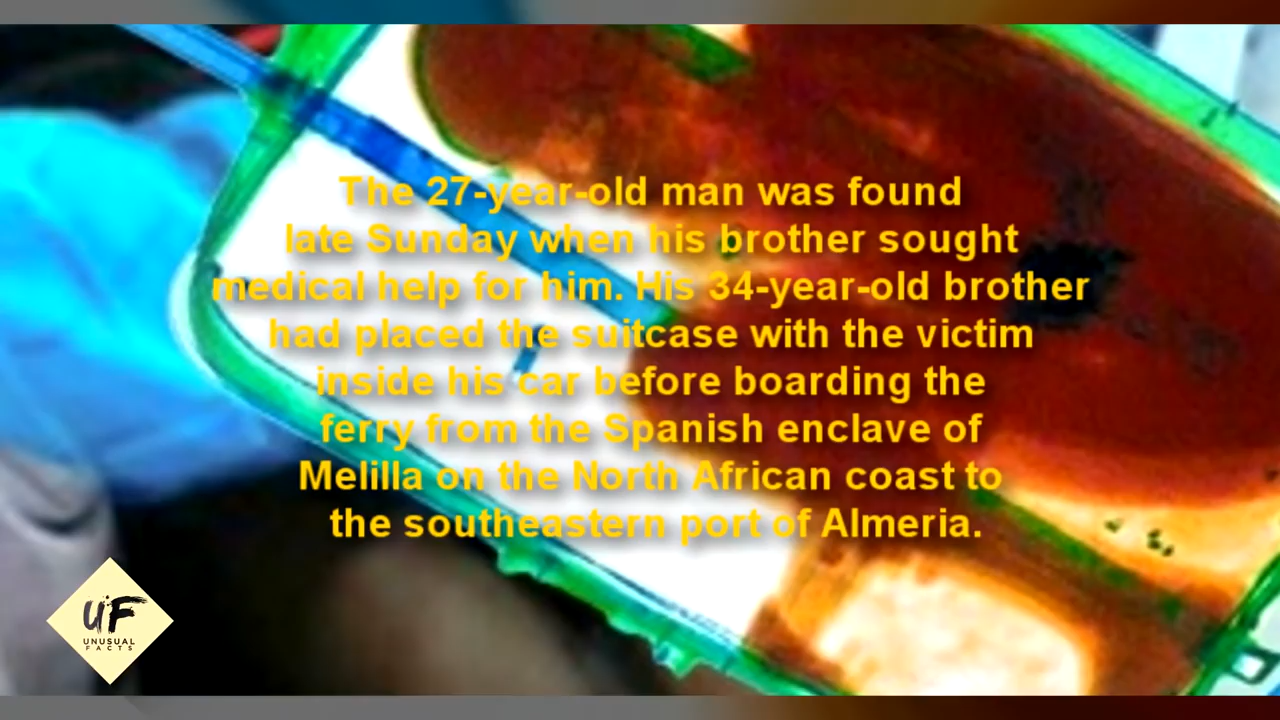 The 27-year-old man was found
late Sunday when his brother sought
medical help for him. His 34-year-old brother
had placed the suitcase with the victim
inside his car before boarding the
ferry from the Spanish enclave of
Melilla on the North African coast to
the southeastern port of Almeria.
UF
UNUSUAL
FACTS